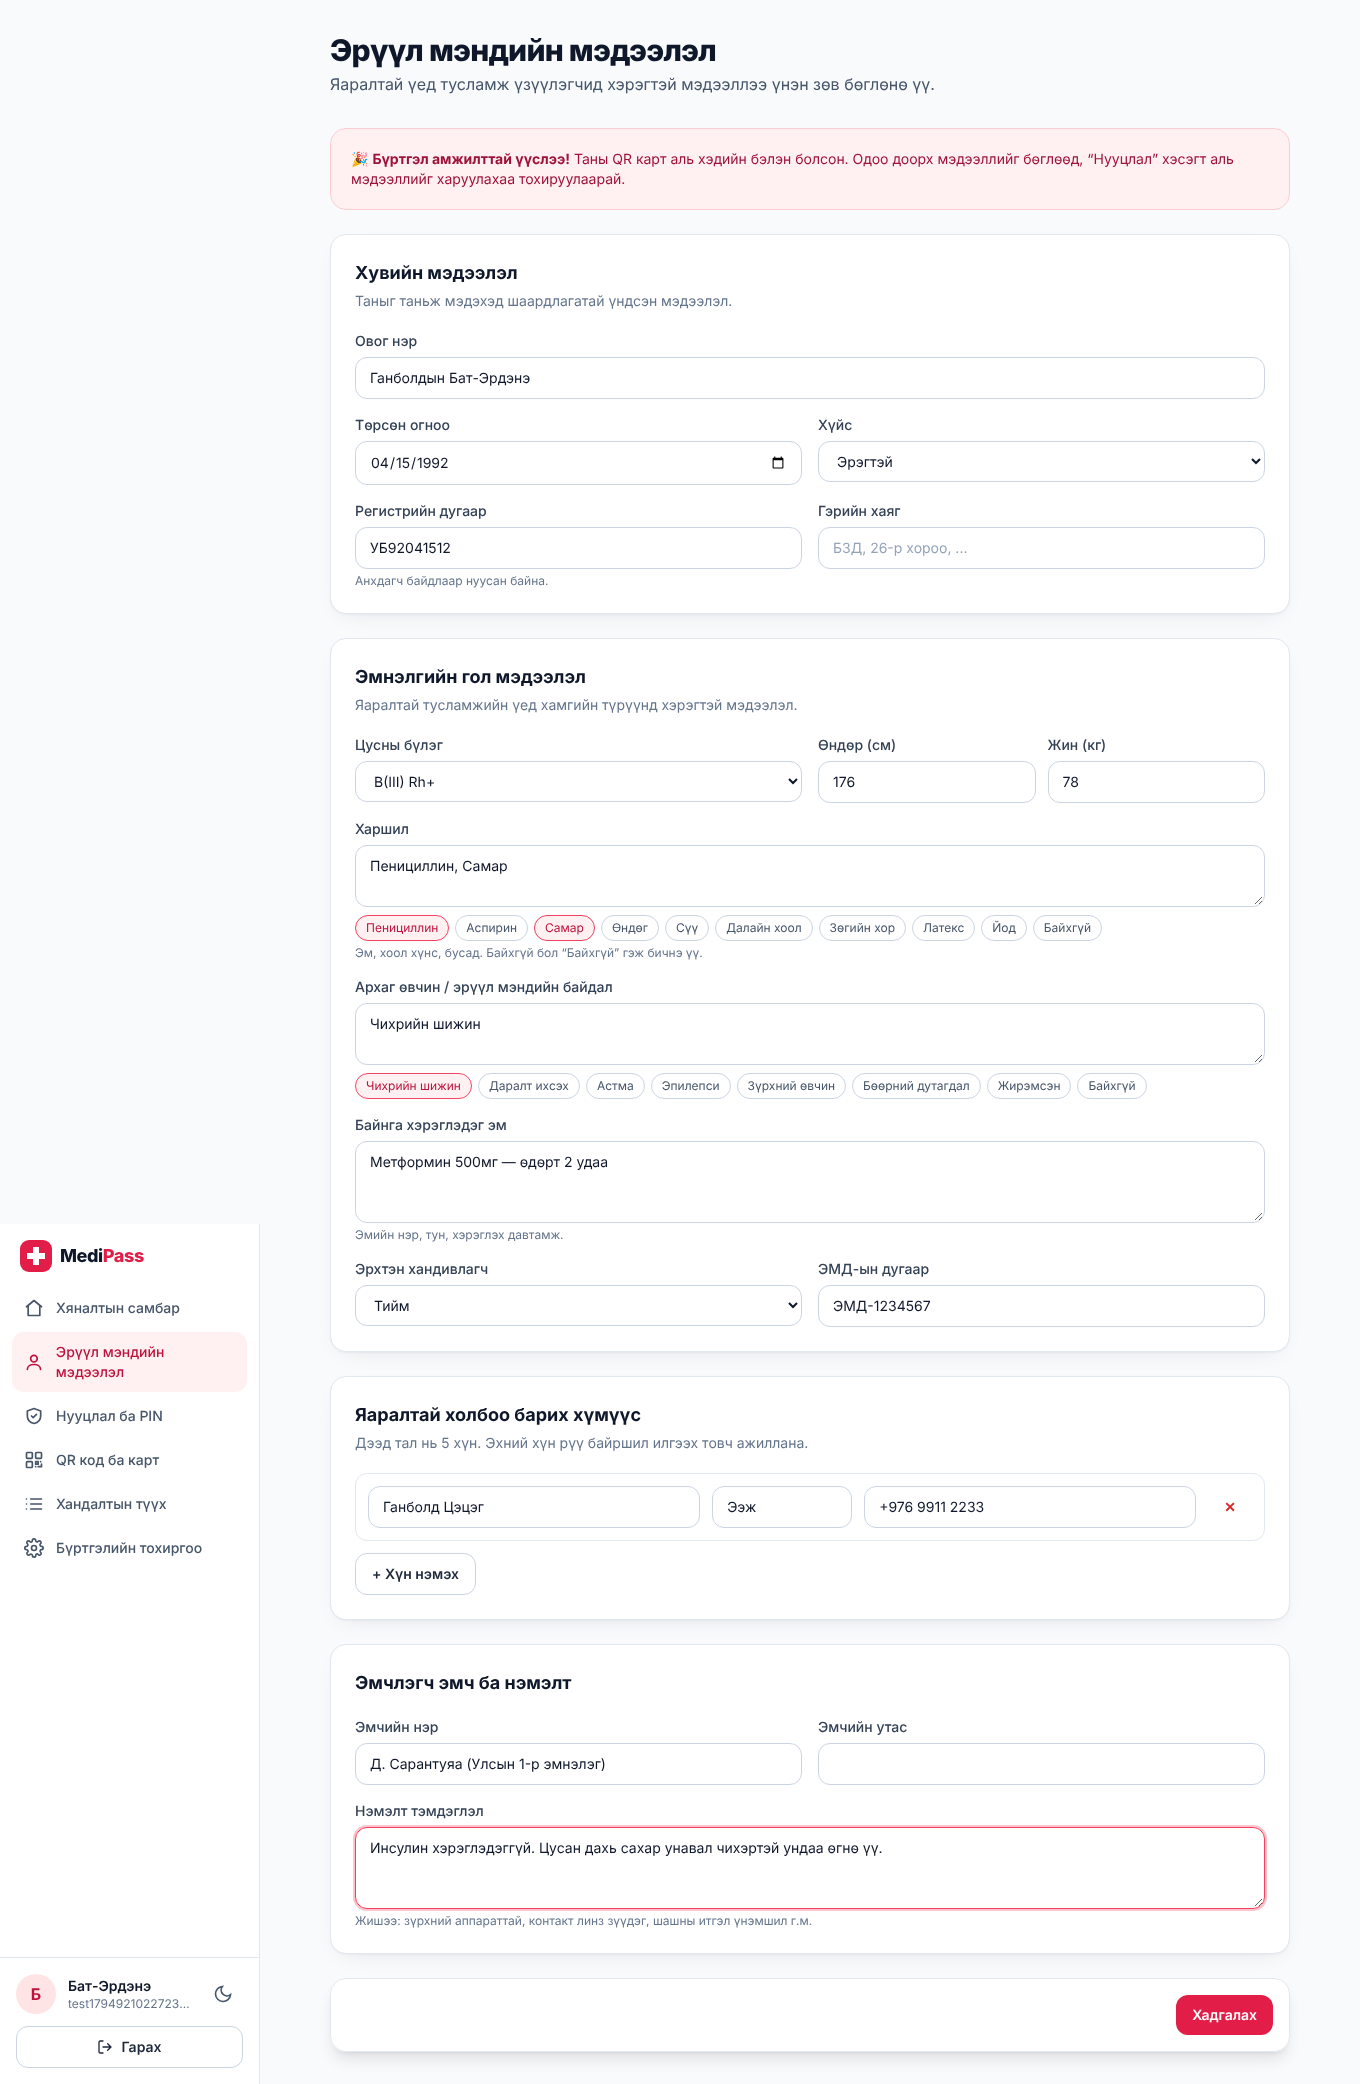 Эрүүл мэндийн мэдээлэл
Яаралтай үед тусламж үзүүлэгчид хэрэгтэй мэдээллээ үнэн зөв бөглөнө үү.
🎉 Бүртгэл амжилттай үүслээ! Таны QR карт аль хэдийн бэлэн болсон. Одоо доорх мэдээллийг бөглөөд, “Нууцлал” хэсэгт аль
мэдээллийг харуулахаа тохируулаарай.
Хувийн мэдээлэл
Таныг таньж мэдэхэд шаардлагатай үндсэн мэдээлэл.
Овог нэр
Ганболдын Бат-Эрдэнэ
Төрсөн огноо Хүйс
04/15/1992 Эрэгтэй
Регистрийн дугаар Гэрийн хаяг
УБ92041512 БЗД, 26-р хороо, ...
Анхдагч байдлаар нуусан байна.
Эмнэлгийн гол мэдээлэл
Яаралтай тусламжийн үед хамгийн түрүүнд хэрэгтэй мэдээлэл.
Цусны бүлэг Өндөр (см) Жин (кг)
B(III) Rh+ 176 78
Харшил
Пенициллин, Самар
Пенициллин Аспирин Самар Өндөг Сүү Далайн хоол Зөгийн хор Латекс Йод Байхгүй
Эм, хоол хүнс, бусад. Байхгүй бол “Байхгүй” гэж бичнэ үү.
Архаг өвчин / эрүүл мэндийн байдал
Чихрийн шижин
Чихрийн шижин Даралт ихсэх Астма Эпилепси Зүрхний өвчин Бөөрний дутагдал Жирэмсэн Байхгүй
Байнга хэрэглэдэг эм
Метформин 500мг — өдөрт 2 удаа
Эмийн нэр, тун, хэрэглэх давтамж.
Эрхтэн хандивлагч ЭМД-ын дугаар
Тийм ЭМД-1234567
Яаралтай холбоо барих хүмүүс
Дээд тал нь 5 хүн. Эхний хүн рүү байршил илгээх товч ажиллана.
Ганболд Цэцэг Ээж +976 9911 2233 ✕
+ Хүн нэмэх
Эмчлэгч эмч ба нэмэлт
Эмчийн нэр Эмчийн утас
Д. Сарантуяа (Улсын 1-р эмнэлэг)
Нэмэлт тэмдэглэл
Инсулин хэрэглэдэггүй. Цусан дахь сахар унавал чихэртэй ундаа өгнө үү.
Жишээ: зүрхний аппараттай, контакт линз зүүдэг, шашны итгэл үнэмшил г.м.
Хадгалах
MediPass
Хяналтын самбар
Эрүүл мэндийн
мэдээлэл
Нууцлал ба PIN
QR код ба карт
Хандалтын түүх
Бүртгэлийн тохиргоо
Б
Бат-Эрдэнэ
test1794921022723...
Гарах